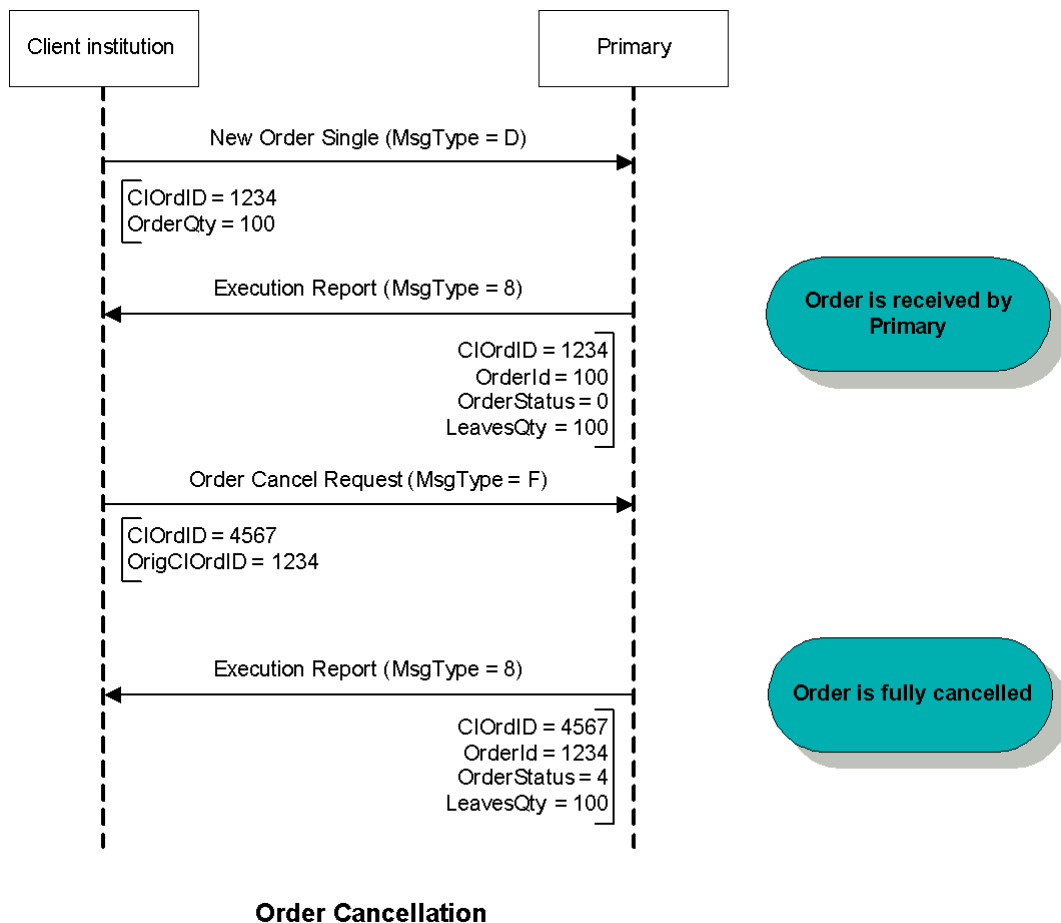 Client institution
Primary
New Order Single (MsgType = D)
ClOrdID = 1234
OrderQty = 100
Execution Report (MsgType = 8)
Order is received by
Primary
ClOrdID = 1234
OrderId = 100
OrderStatus = 0
LeavesQty = 100
Order Cancel Request (MsgType = F)
ClOrdID = 4567
OrigClOrdID = 1234
Execution Report (MsgType = 8)
Order is fully cancelled
ClOrdID = 4567
OrderId = 1234
OrderStatus = 4
LeavesQty = 100
Order Cancellation